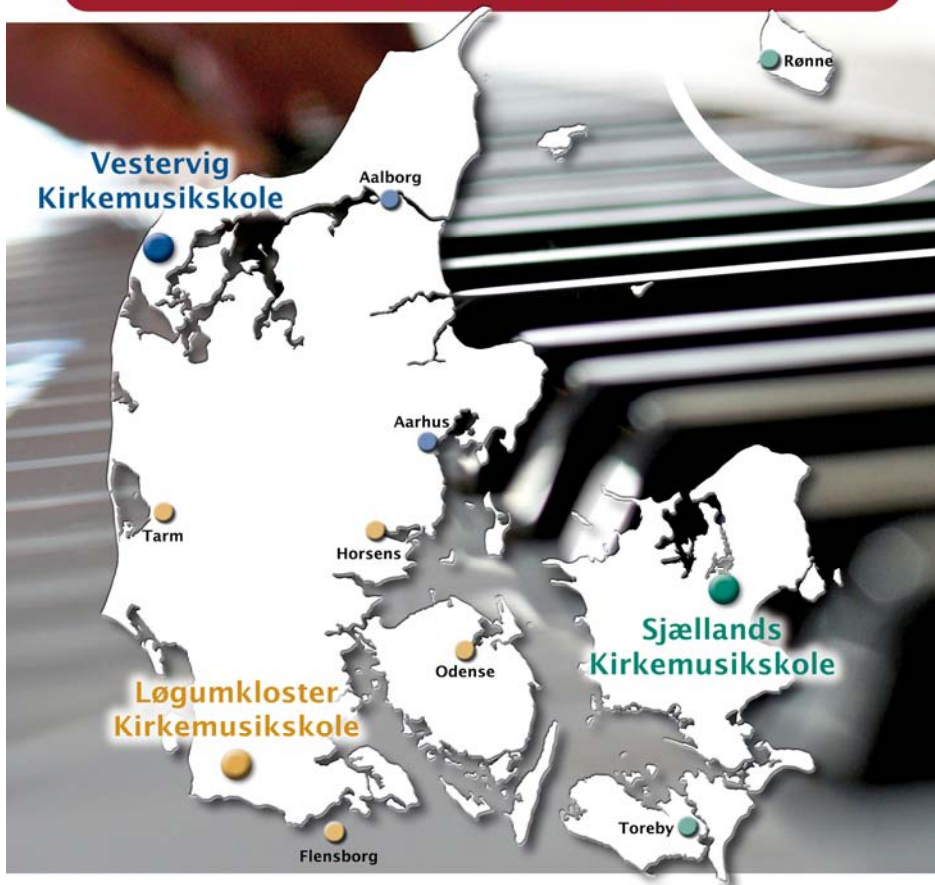 Rønne
Vestervig
Kirkemusikskole
Aalborg
Aarhus
Tarm
Horsens
Sjællands
Kirkemusikskole
Odense
Løgumkloster
Kirkemusikskole
Toreby
Flensborg